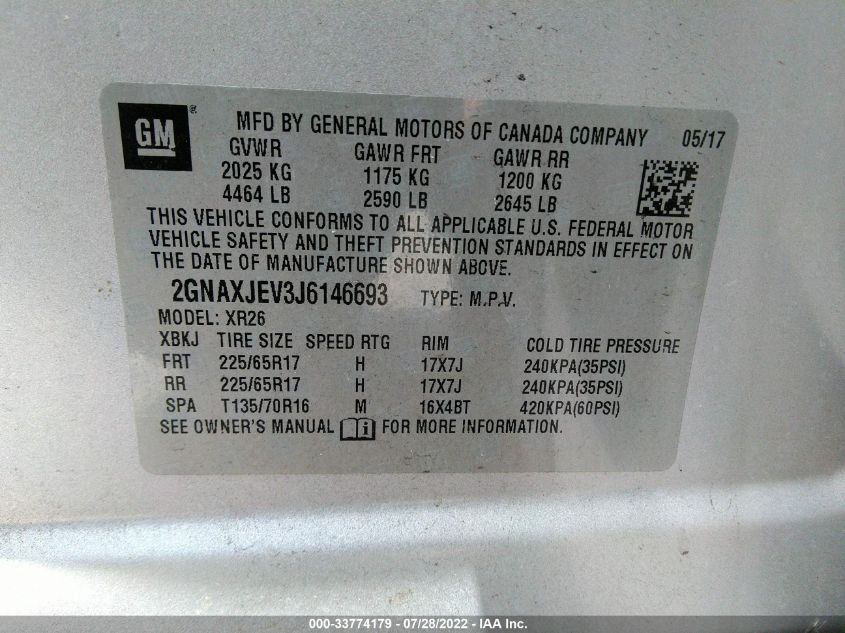 GM ® MFD BY GENERAL MOTORS OF CANADA COMPANY 05/17
GVWR GAWR FRT GAWR RR
2025 KG 1175 KG 1200 KG
4464 LB 2590 LB 2645 LB
THIS VEHICLE CONFORMS TO ALL APPLICABLE U.S. FEDERAL MOTOR
VEHICLE SAFETY AND THEFT PREVENTION STANDARDS IN EFFECT ON
THE DATE OF MANUFACTURE SHOWN ABOVE.
2GNAXJEV3J6146693 TYPE: M.P.V.
MODEL: XR26
XBKJ TIRE SIZE SPEED RTG RIM COLD TIRE PRESSURE
FRT 225/65R17 H 17X7J 240KPA(35PSI)
RR 225/65R17 H 17X7J 240KPA(35PSI)
SPA T135/70R16 M 16X4BT 420KPA(60PSI)
SEE OWNER'S MANUAL i FOR MORE INFORMATION.
000-33774179 - 07/28/2022 - IAA Inc.